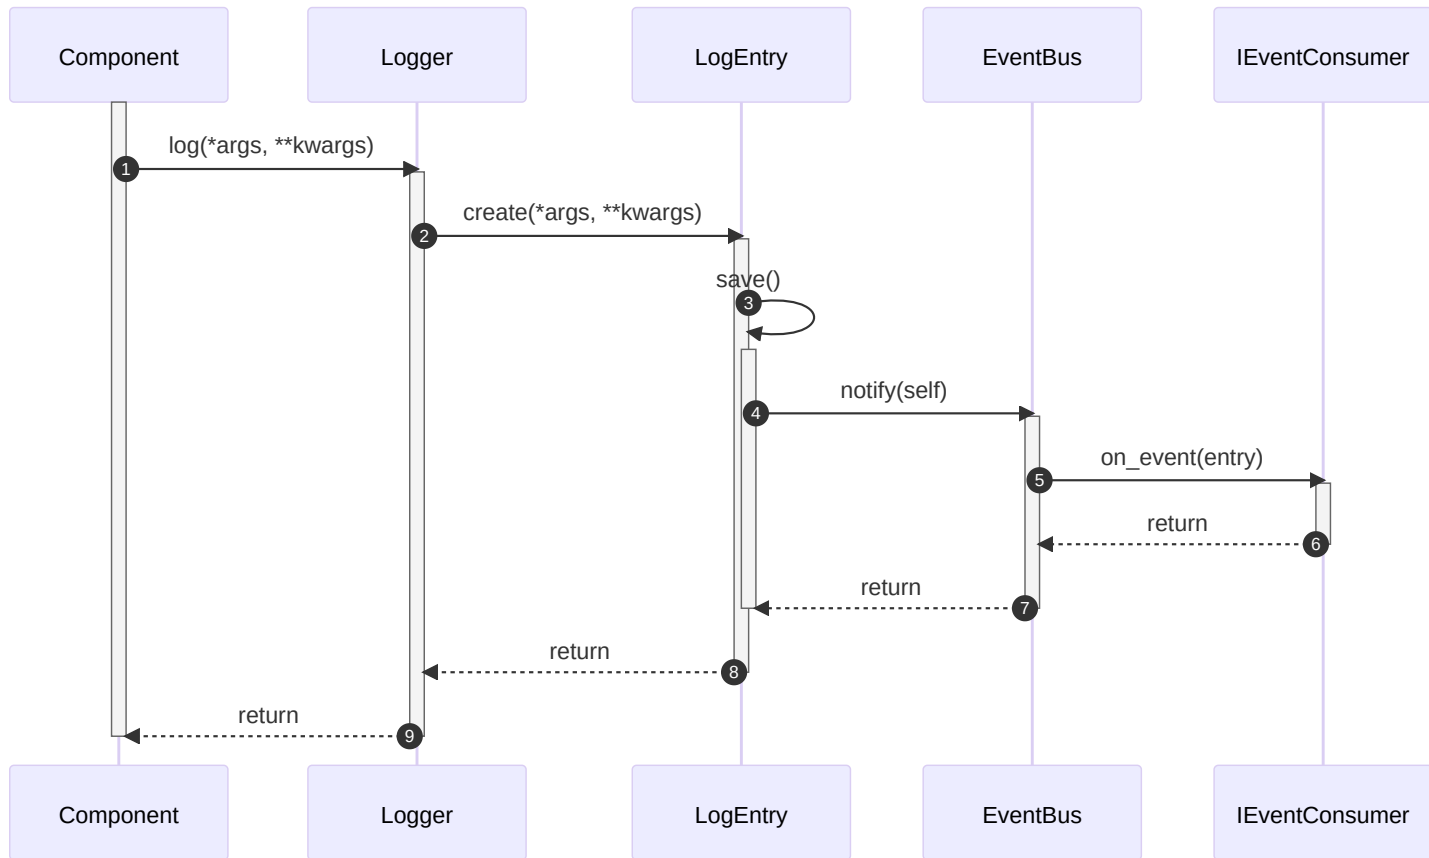 Component
Logger
LogEntry
EventBus
IEventConsumer
log(*args, **kwargs)
1
create(*args, **kwargs)
2
save()
3
notify(self)
4
on_event(entry)
5
return
6
return
7
return
8
return
9
Component
Logger
LogEntry
EventBus
IEventConsumer